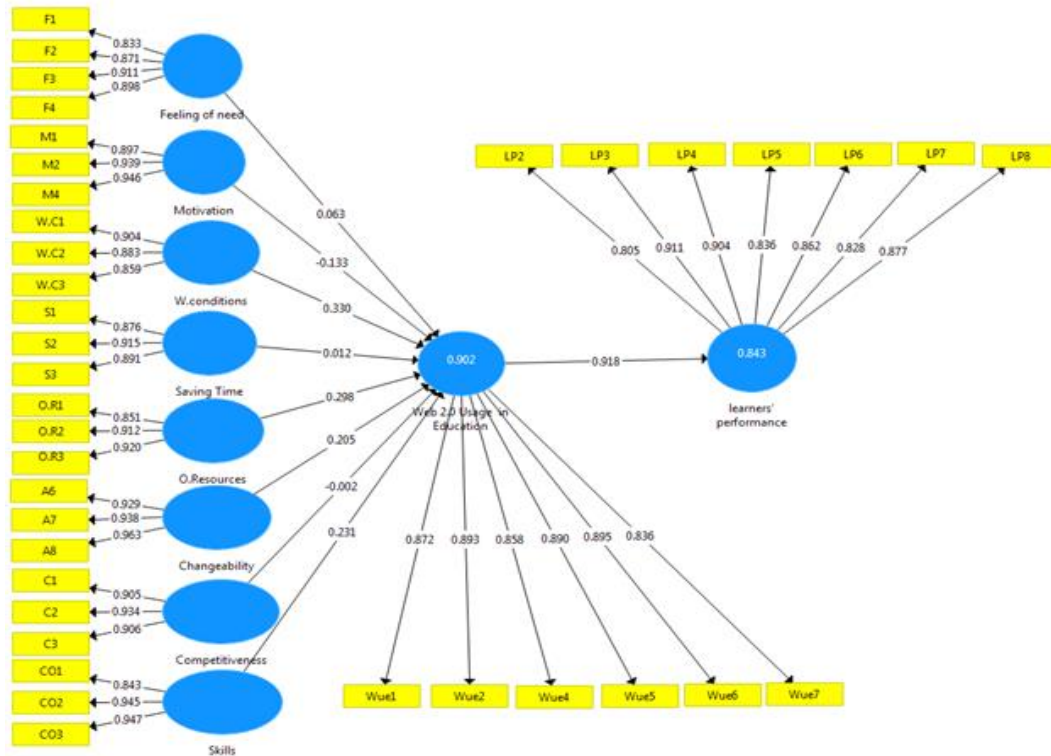 F1
F2
F3
F4
0.833
0.871
0.911
0.898
Feeling of need
M1
M2
M4
0.897
0.939
0.946
Motivation
W.C1
W.C2
W.C3
0.904
0.883
0.859
W.conditions
S1
S2
S3
0.876
0.915
0.891
Saving Time
O.R1
O.R2
O.R3
0.851
0.912
0.920
O.Resources
A6
A7
A8
0.929
0.938
0.963
Changeability
C1
C2
C3
0.905
0.934
0.906
Competitiveness
CO1
CO2
CO3
0.843
0.945
0.947
Skills
0.063
-0.133
0.330
0.012
0.298
0.205
-0.002
0.231
0.902
Web 2.0 Usage in
Education
0.918
0.843
learners'
performance
LP2
LP3
LP4
LP5
LP6
LP7
LP8
0.805
0.911
0.904
0.836
0.862
0.828
0.877
0.872
0.893
0.858
0.890
0.895
0.836
Wue1
Wue2
Wue4
Wue5
Wue6
Wue7